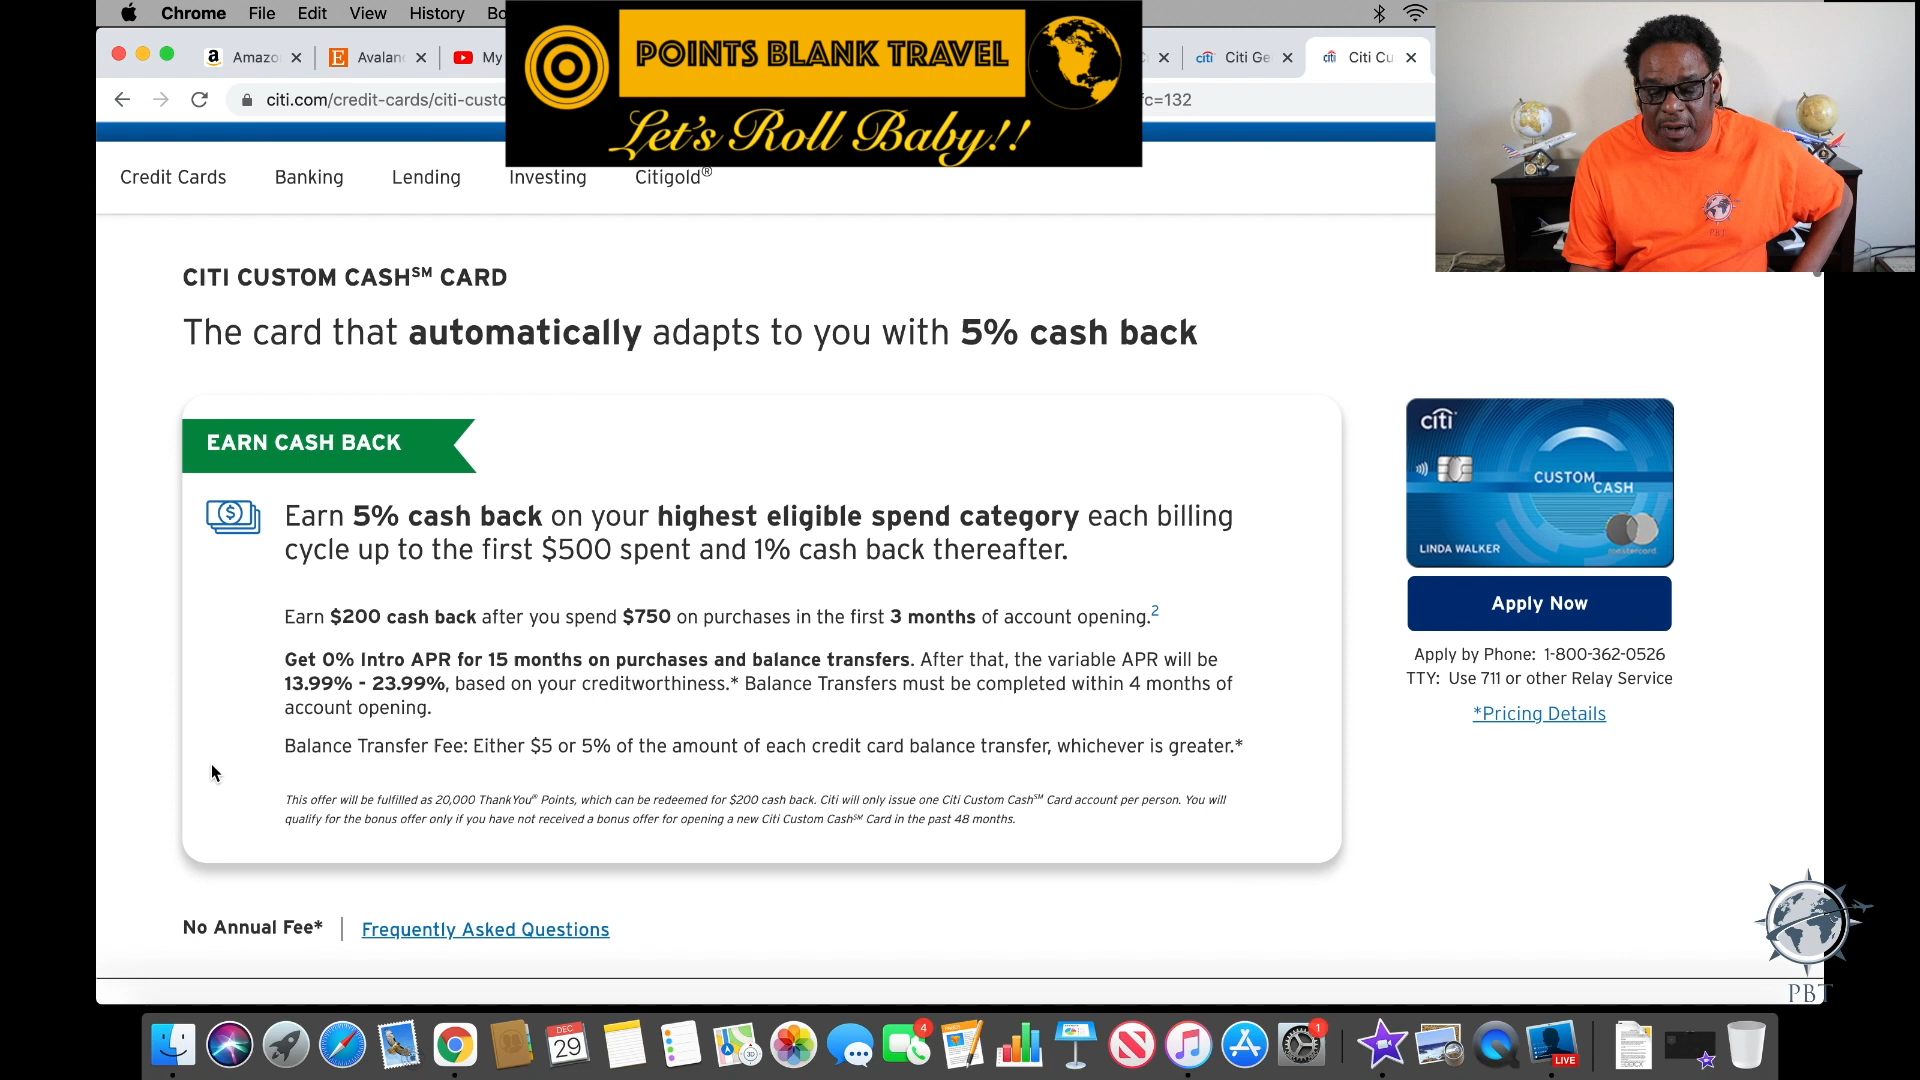 Chrome File Edit View History Bo
Amazo
Avalanc
My
Citi Ge
Citi Cu
citi.com/credit-cards/citi-custo
c=132
POINTS BLANK TRAVEL
Let's Roll Baby!!
Credit Cards Banking Lending Investing Citigold®
CITI CUSTOM CASH℠ CARD
The card that automatically adapts to you with 5% cash back
EARN CASH BACK
Earn 5% cash back on your highest eligible spend category each billing
cycle up to the first $500 spent and 1% cash back thereafter.
Earn $200 cash back after you spend $750 on purchases in the first 3 months of account opening.2
Get 0% Intro APR for 15 months on purchases and balance transfers. After that, the variable APR will be
13.99% - 23.99%, based on your creditworthiness.* Balance Transfers must be completed within 4 months of
account opening.
Balance Transfer Fee: Either $5 or 5% of the amount of each credit card balance transfer, whichever is greater.*
This offer will be fulfilled as 20,000 ThankYou® Points, which can be redeemed for $200 cash back. Citi will only issue one Citi Custom Cash℠ Card account per person. You will
qualify for the bonus offer only if you have not received a bonus offer for opening a new Citi Custom Cash℠ Card in the past 48 months.
No Annual Fee* | Frequently Asked Questions
citi
CUSTOM
CASH
LINDA WALKER
mastercard
Apply Now
Apply by Phone: 1-800-362-0526
TTY: Use 711 or other Relay Service
*Pricing Details
PBT
PBT
DEC
29
4
1
LIVE